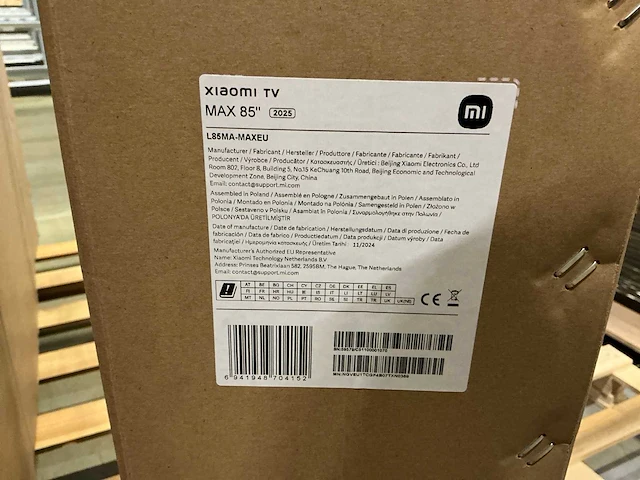 xiaomi TV
MAX 85" 2025
mi
L85MA-MAXEU
Manufacturer / Fabricant / Hersteller / Produttore / Fabricante / Fabricante / Fabrikant /
Producent / Výrobce / Producător / Κατασκευαστής / Üretici : Beijing Xiaomi Electronics Co., Ltd
Room 802, Floor 8, Building 5, No.15 KeChuang 10th Road, Beijing Economic and Technological
Development Zone, Beijing City, China
Email: contact@support.mi.com
Assembled in Poland / Assemblé en Pologne / Zusammengebaut in Polen / Assemblato in
Polonia / Montado en Polonia / Montado na Polónia / Samengesteld in Polen / Złożono w
Polsce / Sestaveno v Polsku / Asamblat în Polonia / Συναρμολογήθηκε στην Πολωνία /
POLONYA'DA ÜRETİLMİŞTİR
Date of manufacture / Date de fabrication / Herstellungsdatum / Data di produzione / Fecha de
fabricación / Data de fabrico / Productiedatum / Data produkcji / Datum výroby / Data
fabricației / Ημερομηνία κατασκευής / Üretim Tarihi: 11/2024
Manufacturer's Authorized EU Representative
Name: Xiaomi Technology Netherlands B.V
Address: Prinses Beatrixlaan 582, 2595BM, The Hague, The Netherlands
Email: contact@support.mi.com
AT BE BG CH CY CZ DE DK EE EL ES
FI FR HR HU IE IS IT LI LT LU LV
MT NL NO PL PT RO SE SI SK TR UK UK(NI)
CE
6 941948 704152